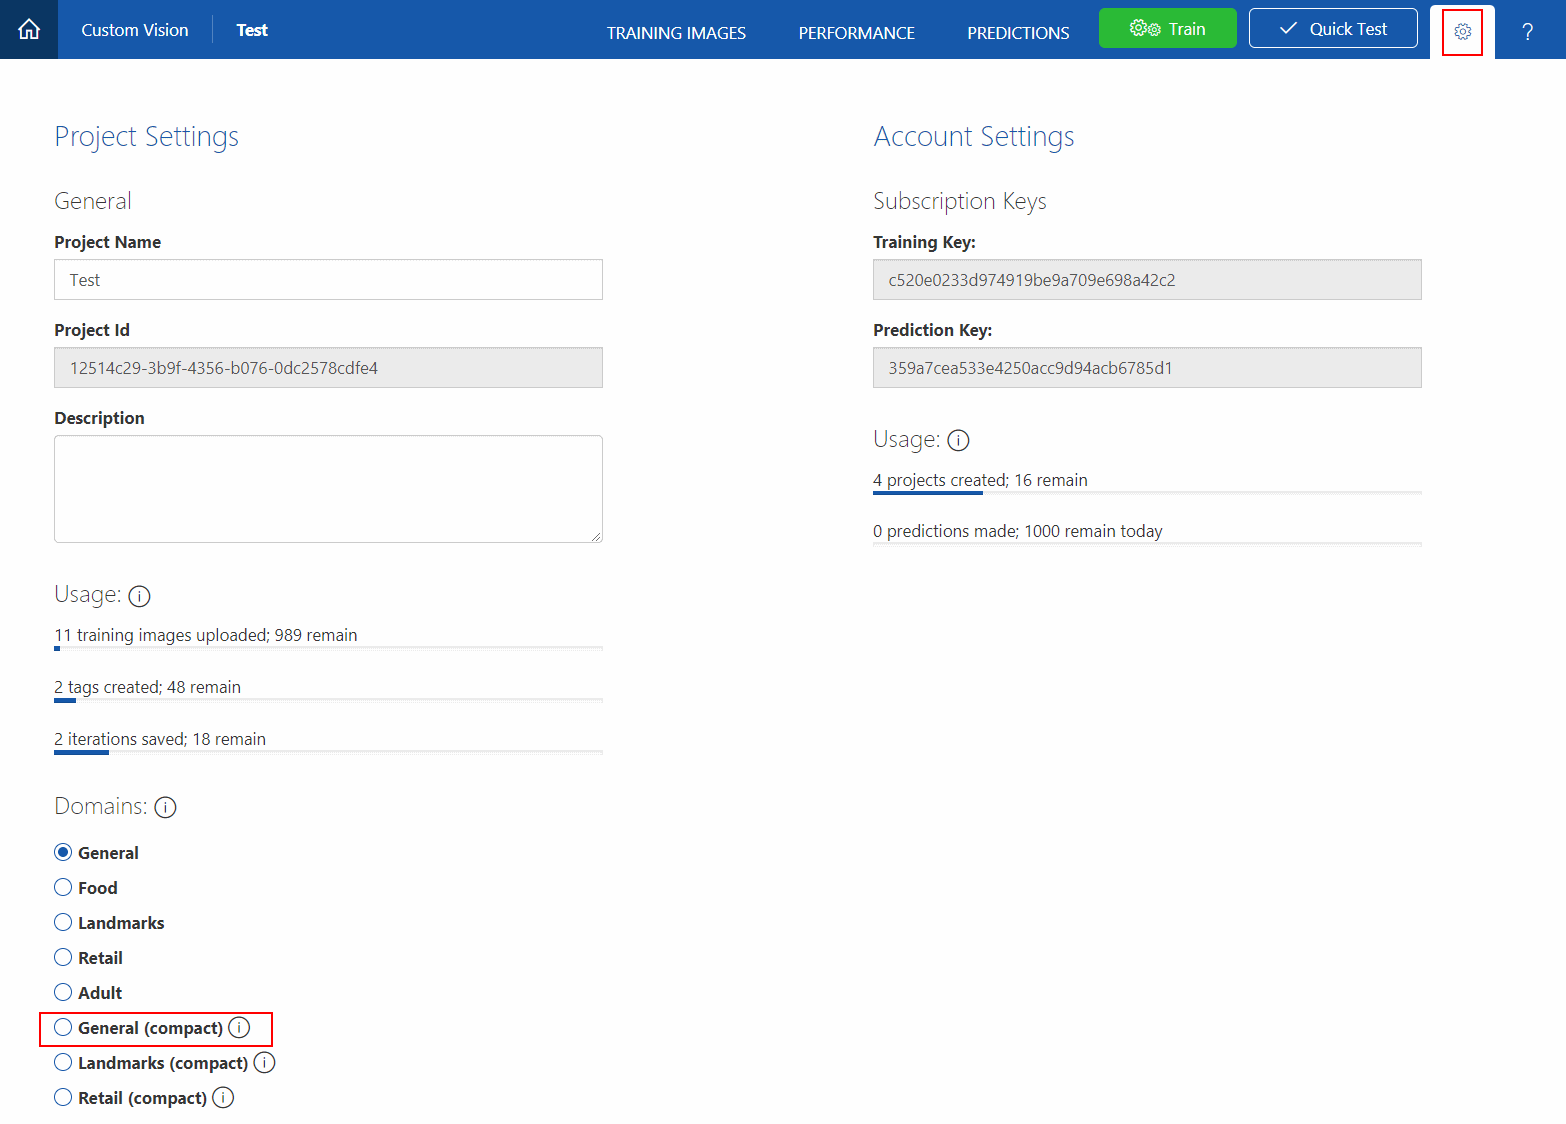 Custom Vision
Test
TRAINING IMAGES
PERFORMANCE
PREDICTIONS
Train
Quick Test
?
Project Settings
General
Project Name
Test
Project Id
12514c29-3b9f-4356-b076-0dc2578cdfe4
Description
Usage: i
11 training images uploaded; 989 remain
2 tags created; 48 remain
2 iterations saved; 18 remain
Domains: i
General
Food
Landmarks
Retail
Adult
General (compact) i
Landmarks (compact) i
Retail (compact) i
Account Settings
Subscription Keys
Training Key:
c520e0233d974919be9a709e698a42c2
Prediction Key:
359a7cea533e4250acc9d94acb6785d1
Usage: i
4 projects created; 16 remain
0 predictions made; 1000 remain today